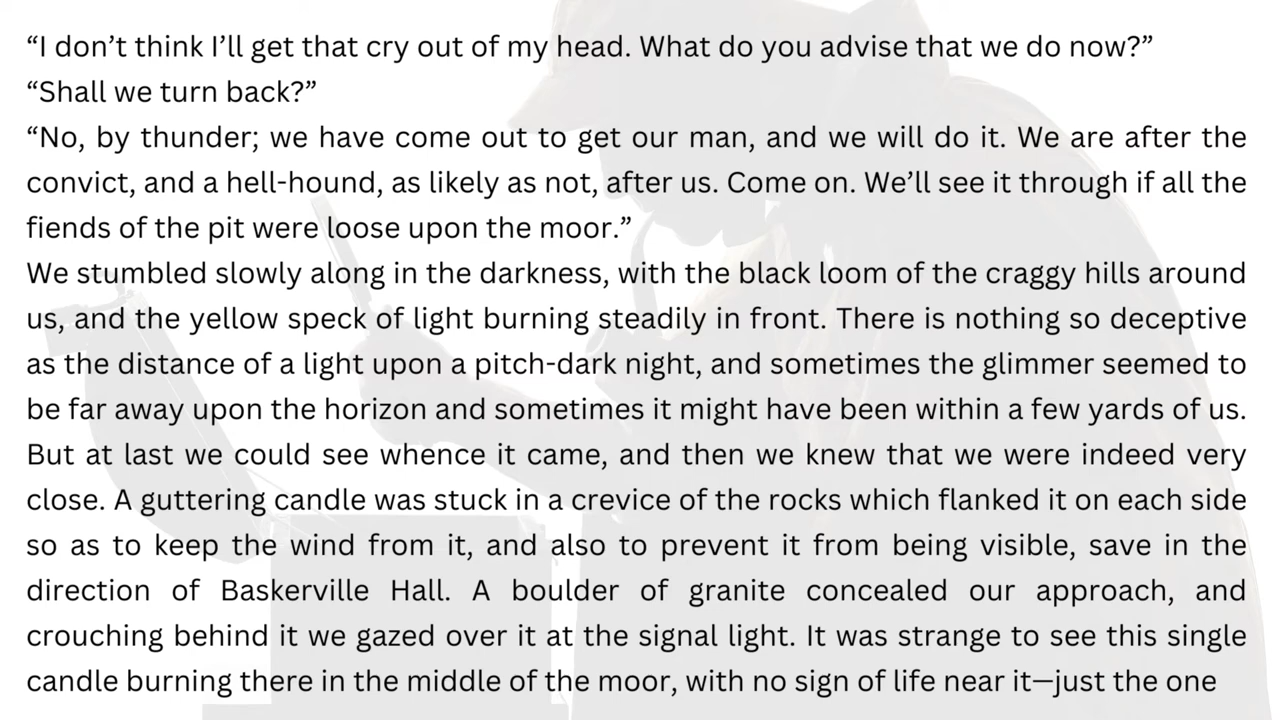 “I don’t think I’ll get that cry out of my head. What do you advise that we do now?”
“Shall we turn back?”
“No, by thunder; we have come out to get our man, and we will do it. We are after the
convict, and a hell-hound, as likely as not, after us. Come on. We’ll see it through if all the
fiends of the pit were loose upon the moor.”
We stumbled slowly along in the darkness, with the black loom of the craggy hills around
us, and the yellow speck of light burning steadily in front. There is nothing so deceptive
as the distance of a light upon a pitch-dark night, and sometimes the glimmer seemed to
be far away upon the horizon and sometimes it might have been within a few yards of us.
But at last we could see whence it came, and then we knew that we were indeed very
close. A guttering candle was stuck in a crevice of the rocks which flanked it on each side
so as to keep the wind from it, and also to prevent it from being visible, save in the
direction of Baskerville Hall. A boulder of granite concealed our approach, and
crouching behind it we gazed over it at the signal light. It was strange to see this single
candle burning there in the middle of the moor, with no sign of life near it—just the one